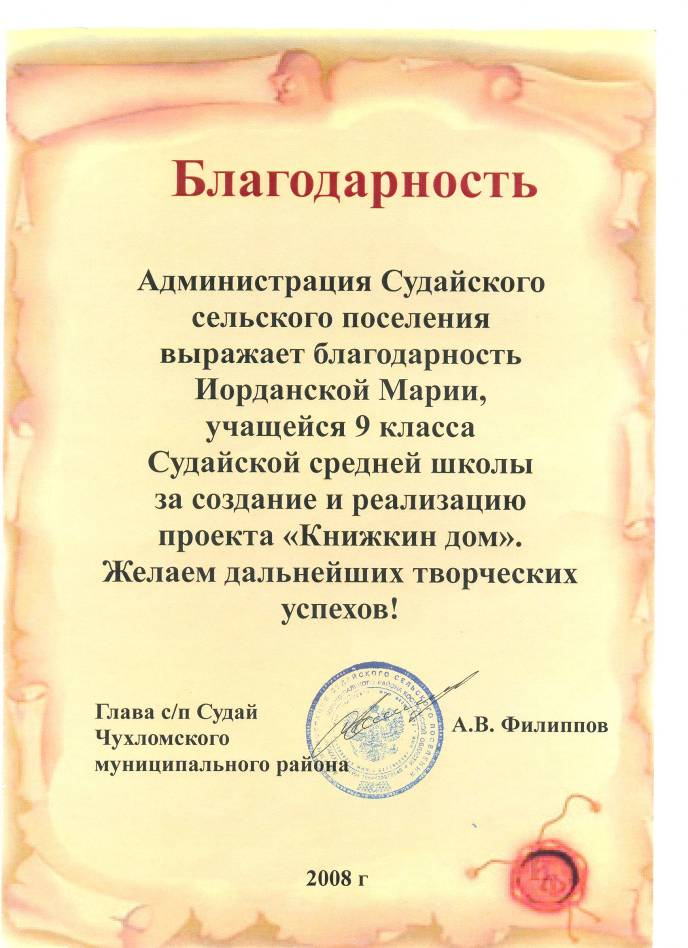 Благодарность
Администрация Судайского
сельского поселения
выражает благодарность
Иорданской Марии,
учащейся 9 класса
Судайской средней школы
за создание и реализацию
проекта «Книжкин дом».
Желаем дальнейших творческих
успехов!
Глава с/п Судай
Чухломского
муниципального района
А.В. Филиппов
2008 г